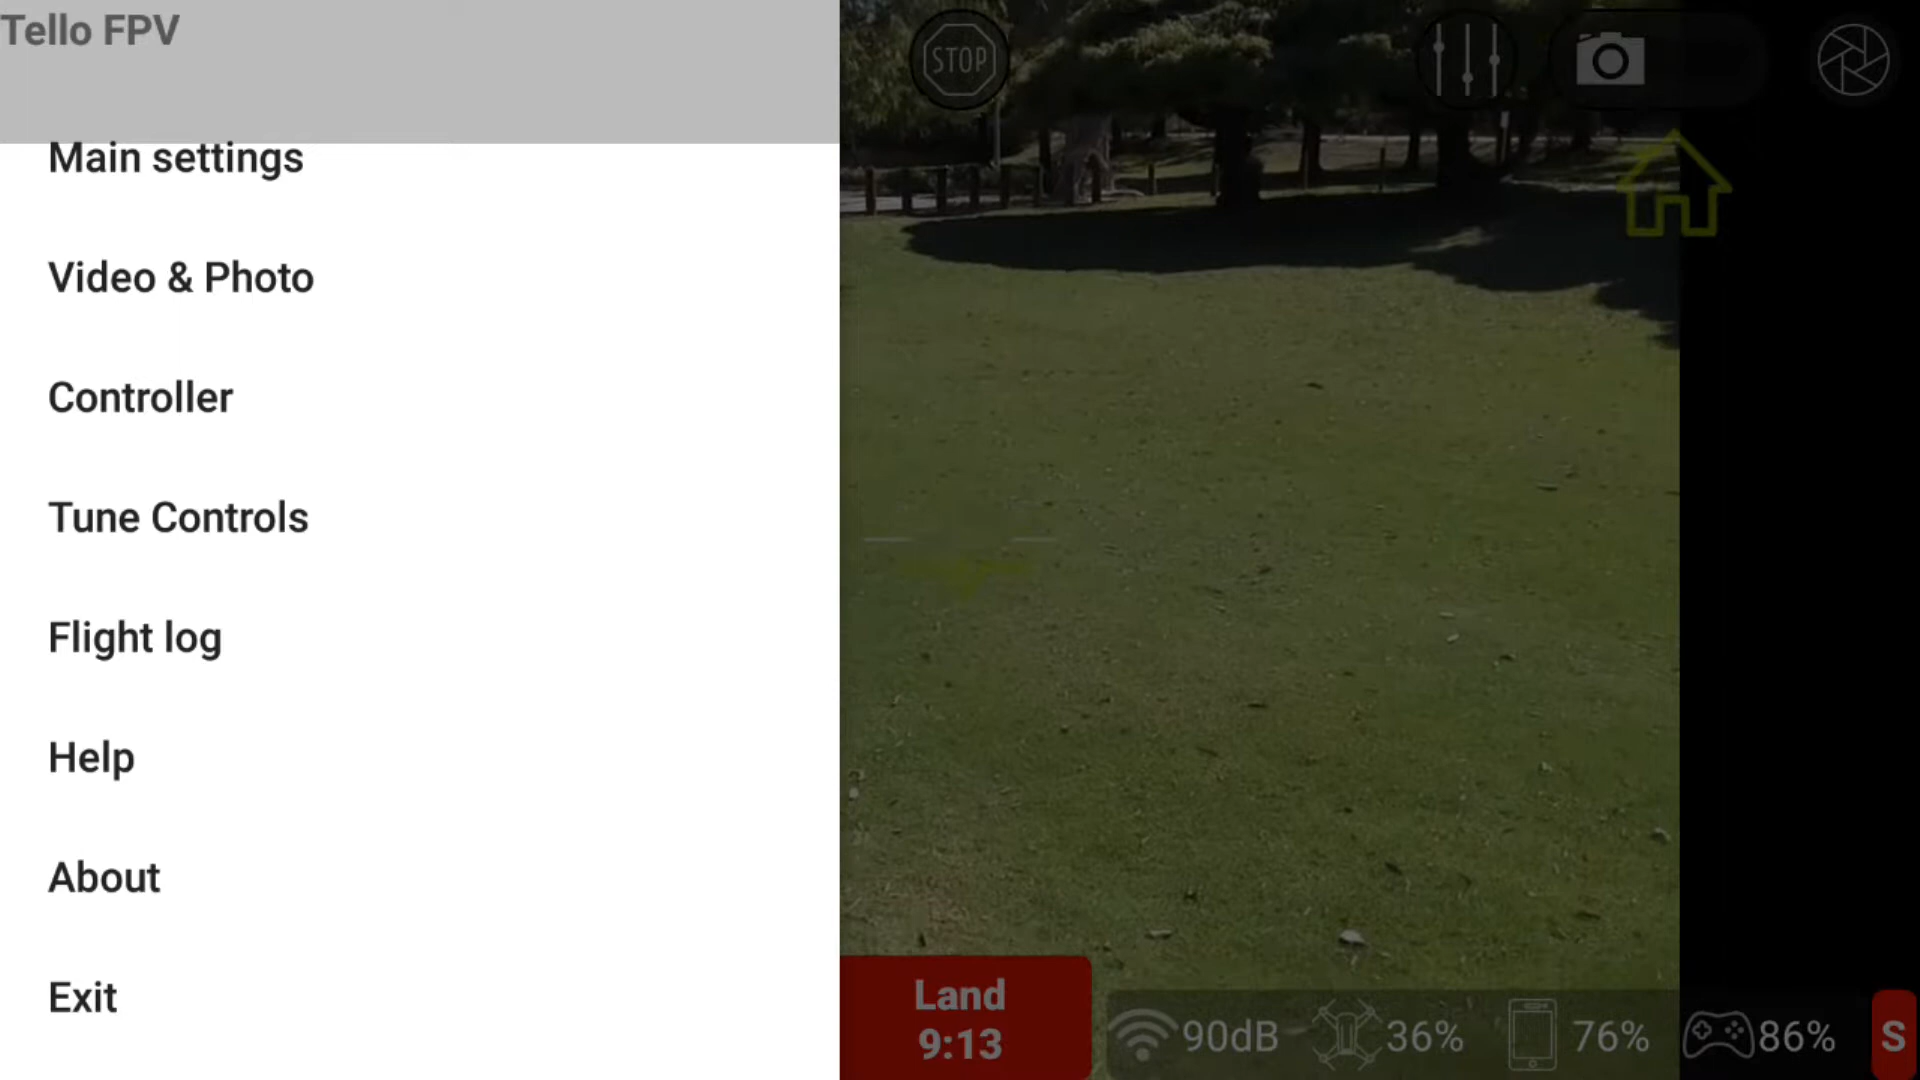 Tello FPV
Main settings
Video & Photo
Controller
Tune Controls
Flight log
Help
About
Exit
STOP
Land
9:13
90dB
36%
76%
86%
S